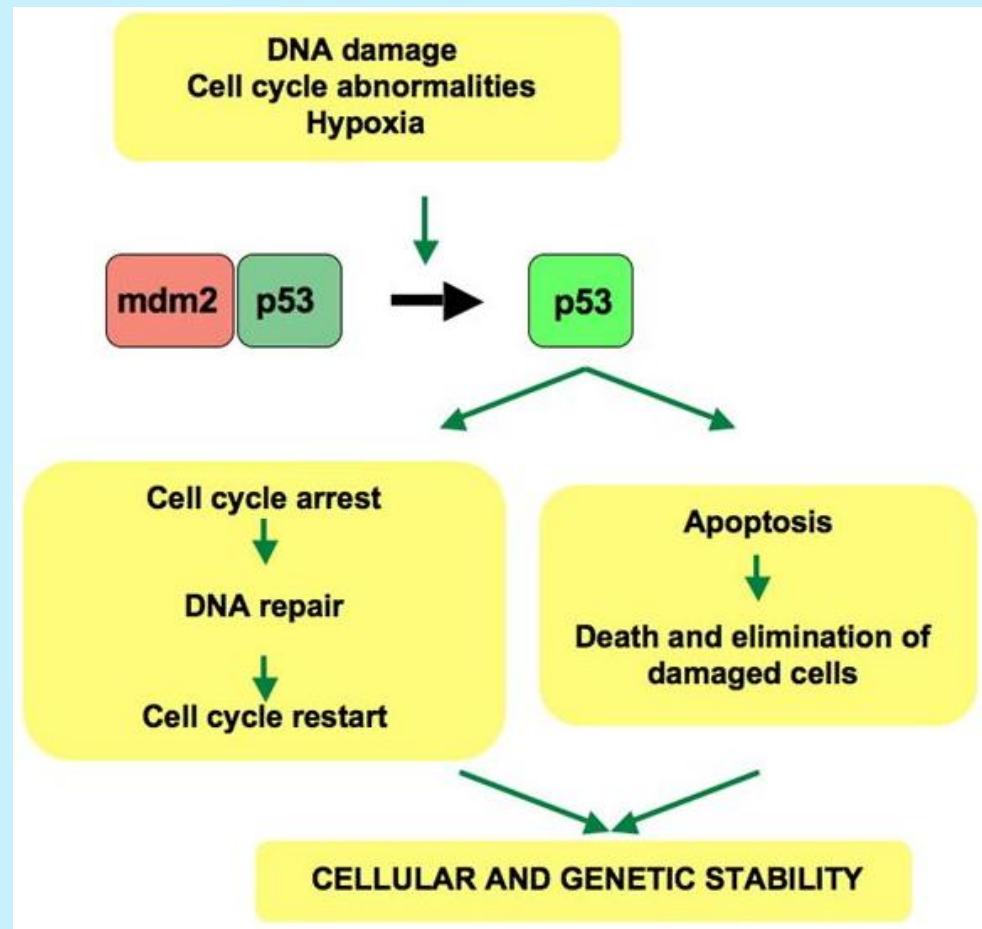 DNA damage
Cell cycle abnormalities
Hypoxia
mdm2 p53
p53
Cell cycle arrest
DNA repair
Cell cycle restart
Apoptosis
Death and elimination of
damaged cells
CELLULAR AND GENETIC STABILITY